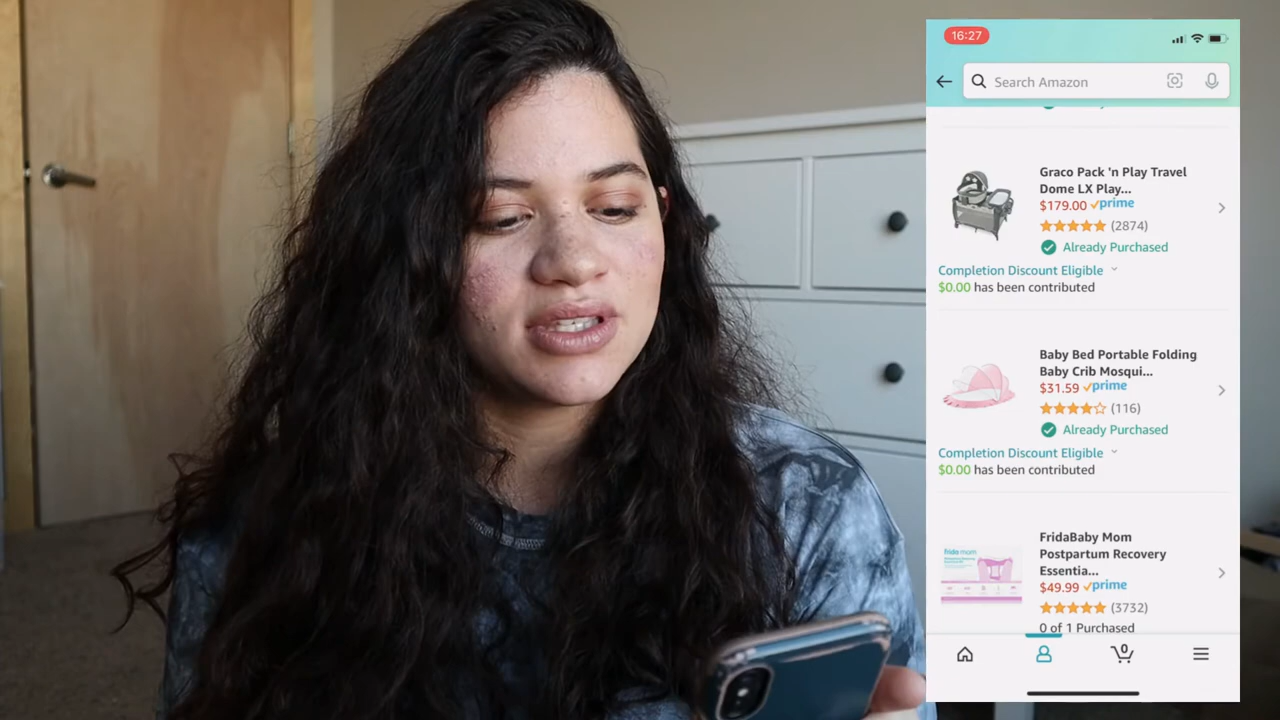 16:27
Search Amazon
Graco Pack 'n Play Travel
Dome LX Play...
$179.00 prime
(2874)
Already Purchased
Completion Discount Eligible
$0.00 has been contributed
Baby Bed Portable Folding
Baby Crib Mosqui...
$31.59 prime
(116)
Already Purchased
Completion Discount Eligible
$0.00 has been contributed
FridaBaby Mom
Postpartum Recovery
Essentia...
frida mom
$49.99 prime
(3732)
0 of 1 Purchased
0